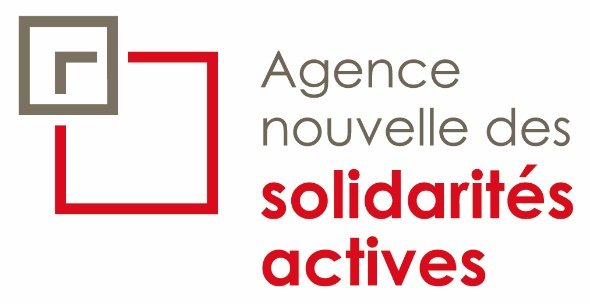 Agence
nouvelle des
solidarités
actives